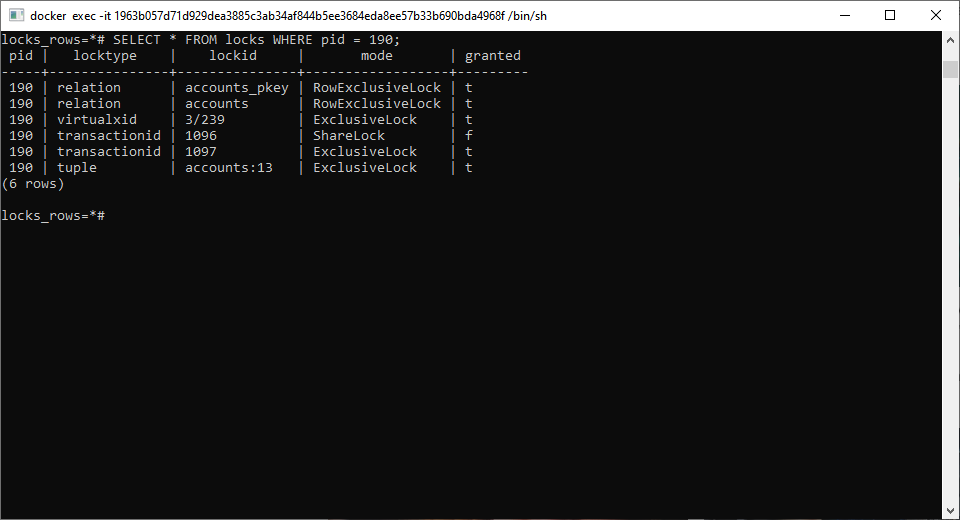 docker exec -it 1963b057d71d929dea3885c3ab34af844b5ee3684eda8ee57b33b690bda4968f /bin/sh
locks_rows=*# SELECT * FROM locks WHERE pid = 190;
 pid |   locktype    |    lockid     |       mode       | granted
-----+---------------+---------------+------------------+---------
 190 | relation      | accounts_pkey | RowExclusiveLock | t
 190 | relation      | accounts      | RowExclusiveLock | t
 190 | virtualxid    | 3/239         | ExclusiveLock    | t
 190 | transactionid | 1096          | ShareLock        | f
 190 | transactionid | 1097          | ExclusiveLock    | t
 190 | tuple         | accounts:13   | ExclusiveLock    | t
(6 rows)
locks_rows=*#